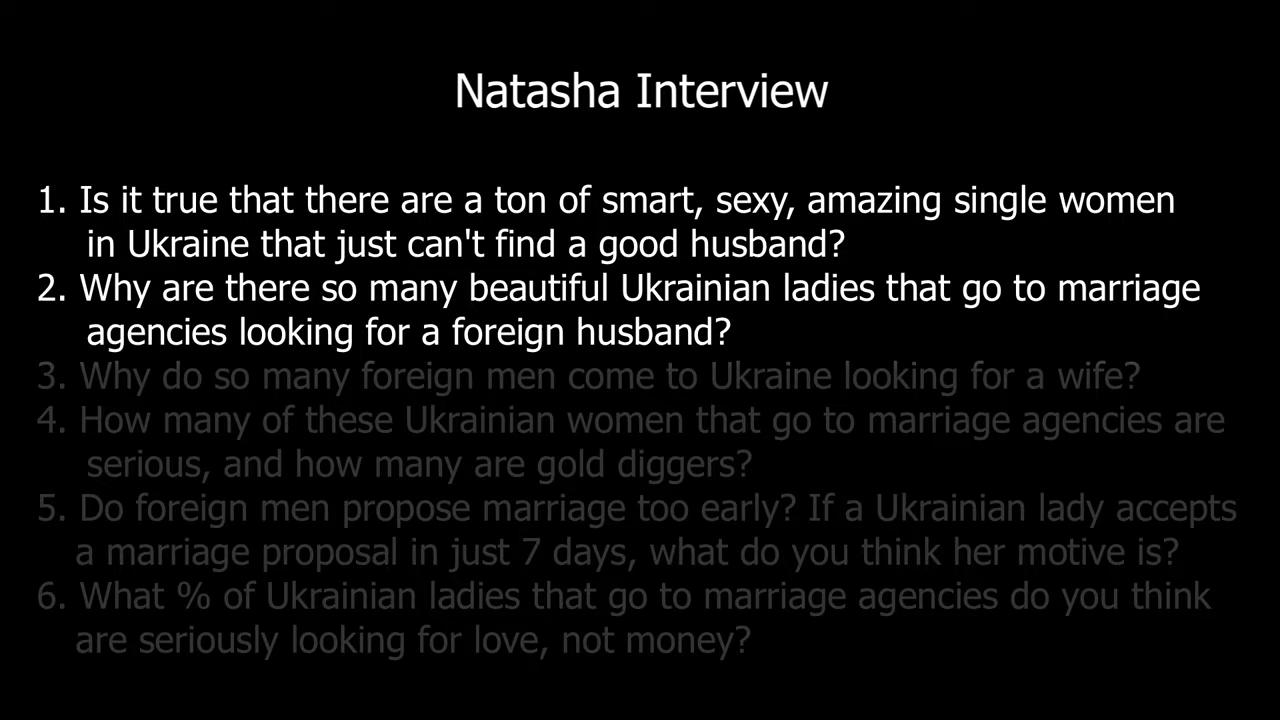 Natasha Interview
1. Is it true that there are a ton of smart, sexy, amazing single women
in Ukraine that just can't find a good husband?
2. Why are there so many beautiful Ukrainian ladies that go to marriage
agencies looking for a foreign husband?
3. Why do so many foreign men come to Ukraine looking for a wife?
4. How many of these Ukrainian women that go to marriage agencies are
serious, and how many are gold diggers?
5. Do foreign men propose marriage too early? If a Ukrainian lady accepts
a marriage proposal in just 7 days, what do you think her motive is?
6. What % of Ukrainian ladies that go to marriage agencies do you think
are seriously looking for love, not money?